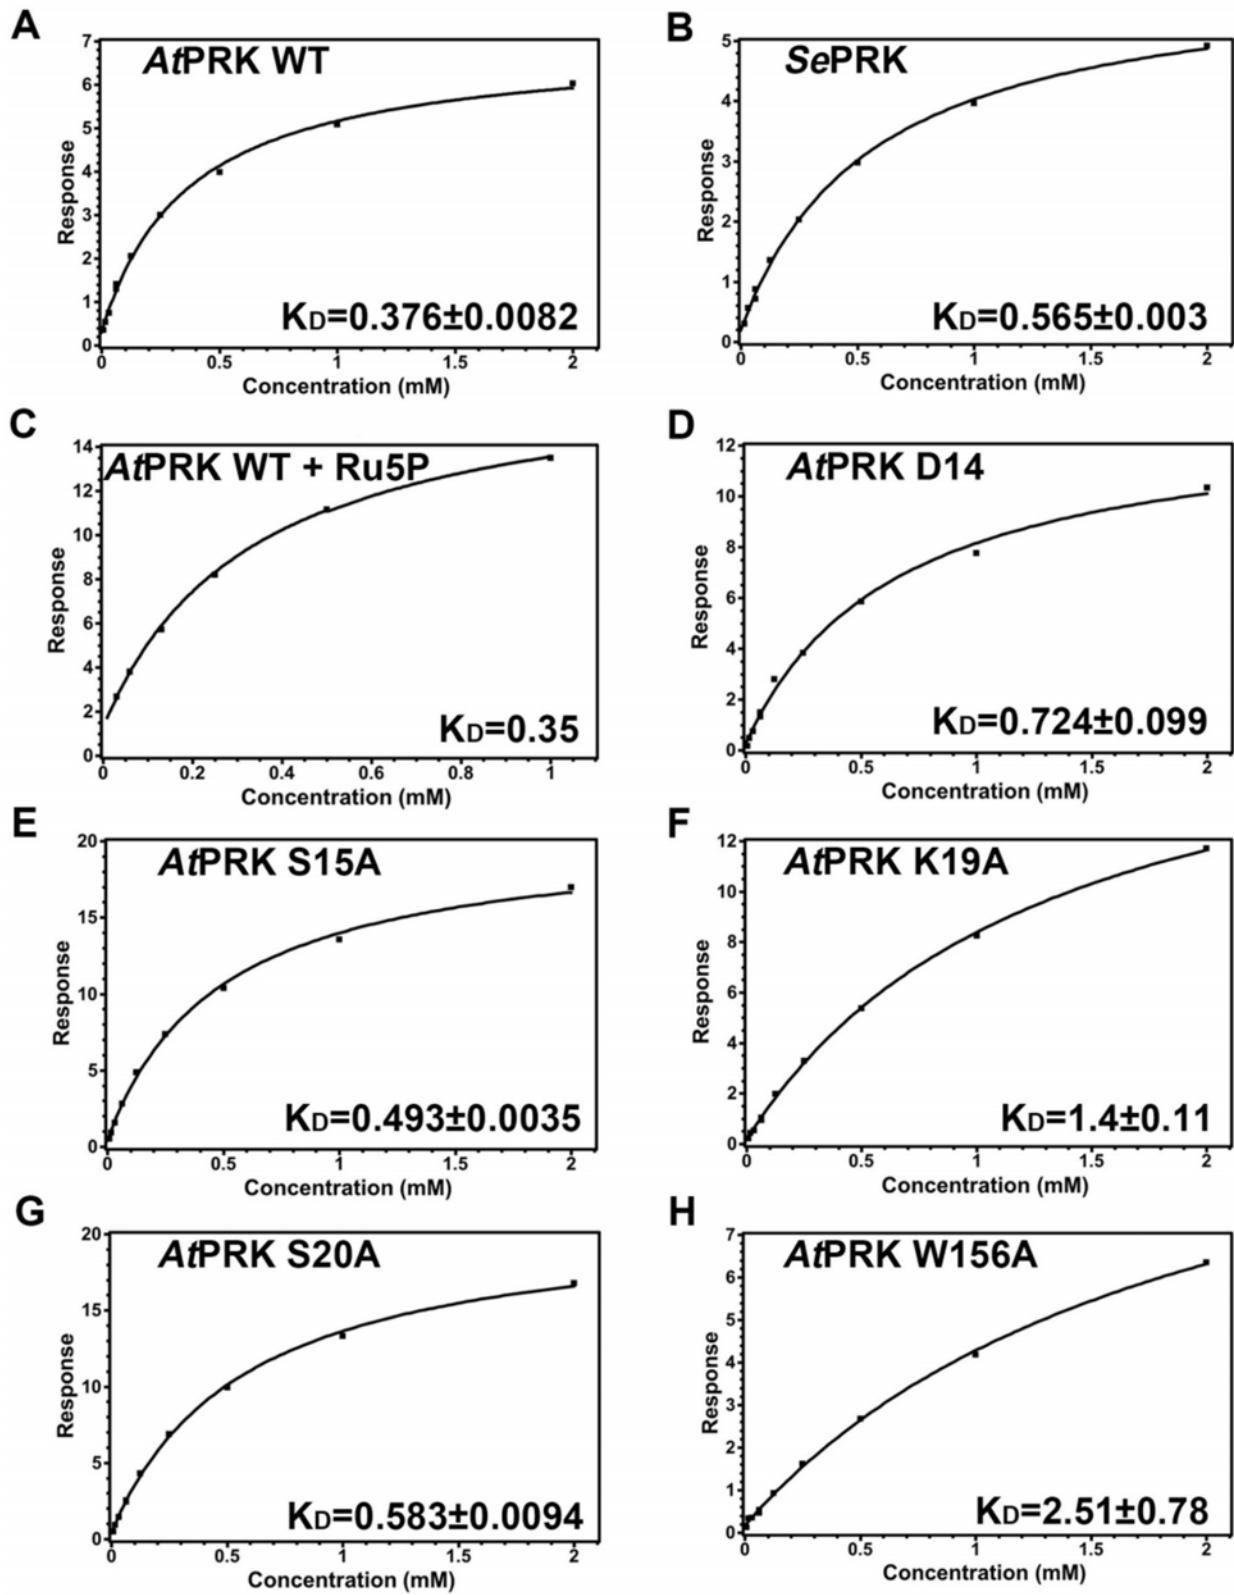 A
AtPRK WT
7
6
5
4
3
2
1
0
Response
KD=0.376±0.0082
0 0.5 1 1.5 2
Concentration (mM)
B
SePRK
5
4
3
2
1
0
Response
KD=0.565±0.003
0 0.5 1 1.5 2
Concentration (mM)
C
AtPRK WT + Ru5P
14
12
10
8
6
4
2
0
Response
KD=0.35
0 0.2 0.4 0.6 0.8 1
Concentration (mM)
D
AtPRK D14
12
10
8
6
4
2
0
Response
KD=0.724±0.099
0 0.5 1 1.5 2
Concentration (mM)
E
AtPRK S15A
20
15
10
5
0
Response
KD=0.493±0.0035
0 0.5 1 1.5 2
Concentration (mM)
F
AtPRK K19A
12
10
8
6
4
2
0
Response
KD=1.4±0.11
0 0.5 1 1.5 2
Concentration (mM)
G
AtPRK S20A
20
15
10
5
0
Response
KD=0.583±0.0094
0 0.5 1 1.5 2
Concentration (mM)
H
AtPRK W156A
7
6
5
4
3
2
1
0
Response
KD=2.51±0.78
0 0.5 1 1.5 2
Concentration (mM)